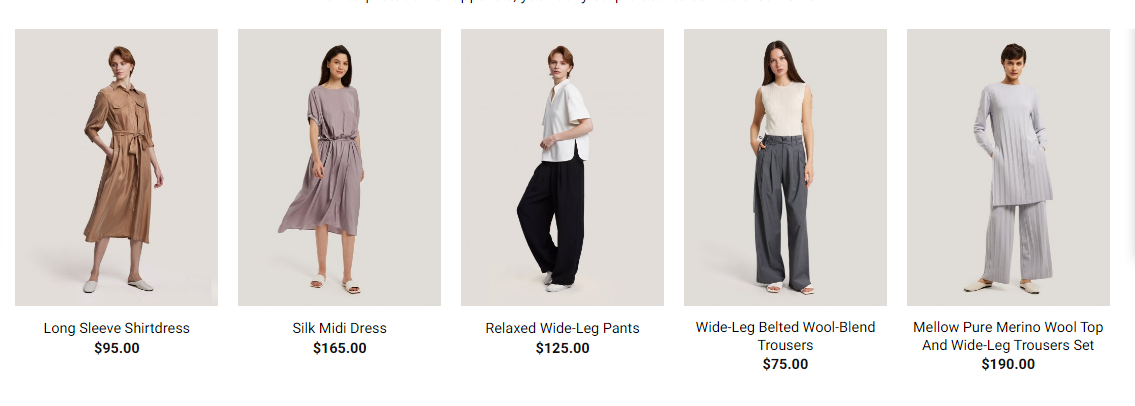 Long Sleeve Shirtdress
$95.00
Silk Midi Dress
$165.00
Relaxed Wide-Leg Pants
$125.00
Wide-Leg Belted Wool-Blend
Trousers
$75.00
Mellow Pure Merino Wool Top
And Wide-Leg Trousers Set
$190.00